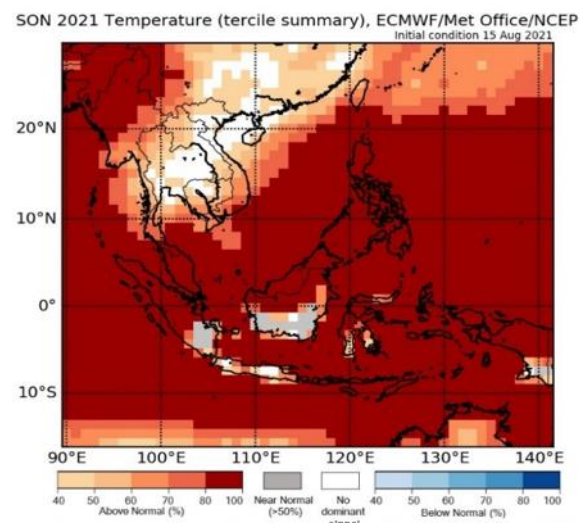 SON 2021 Temperature (tercile summary), ECMWF/Met Office/NCEP
Initial condition 15 Aug 2021
20°N
10°N
0°
10°S
90°E 100°E 110°E 120°E 130°E 140°E
40 50 60 70 80 100 40 50 60 70 80 100
Above Normal (%) Near Normal (>50%) No dominant signal Below Normal (%)